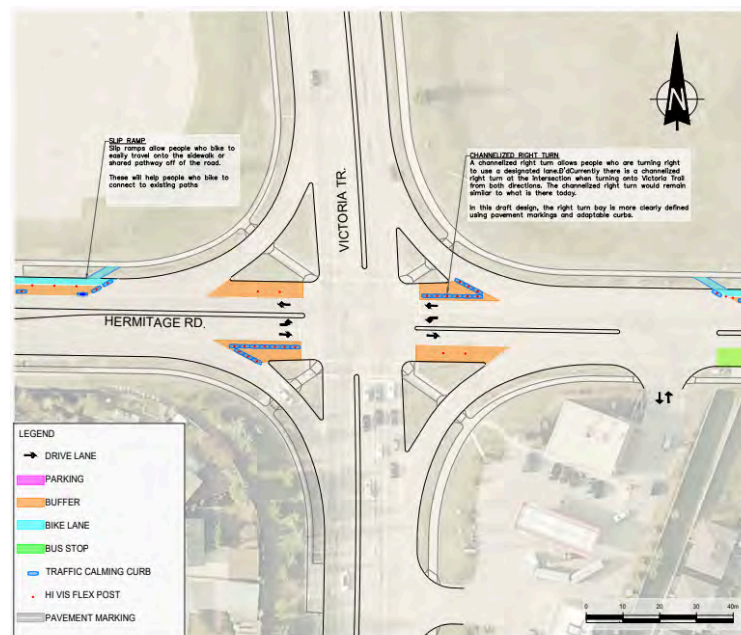 N
SLIP RAMP
Slip ramps allow people who bike to
easily travel onto the sidewalk or
shared pathway off of the road.
These will help people who bike to
connect to existing paths
CHANNELIZED RIGHT TURN
A channelized right turn allows people who are turning right
to use a designated lane.B'dCurrently there is a channelized
right turn at the intersection when turning onto Victoria Trail
from both directions. The channelized right turn would remain
similar to what is there today.
In this draft design, the right turn bay is more clearly defined
using pavement markings and adaptable curbs.
VICTORIA TR.
HERMITAGE RD.
LEGEND
DRIVE LANE
PARKING
BUFFER
BIKE LANE
BUS STOP
TRAFFIC CALMING CURB
HI VIS FLEX POST
PAVEMENT MARKING
0 10 20 30 40m